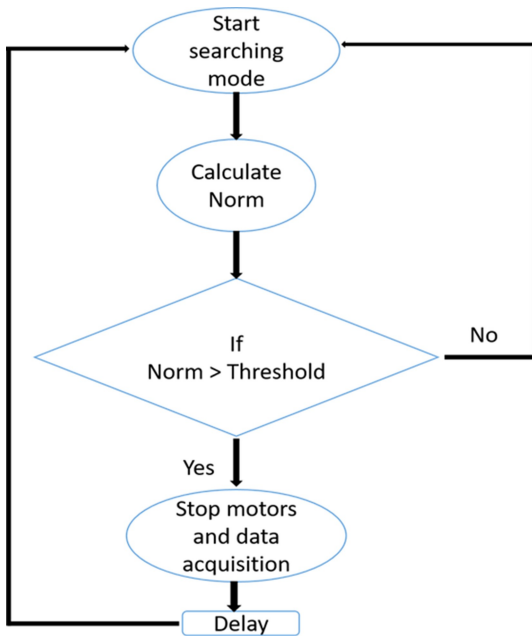 Start
searching
mode
Calculate
Norm
If
Norm > Threshold
No
Yes
Stop motors
and data
acquisition
Delay